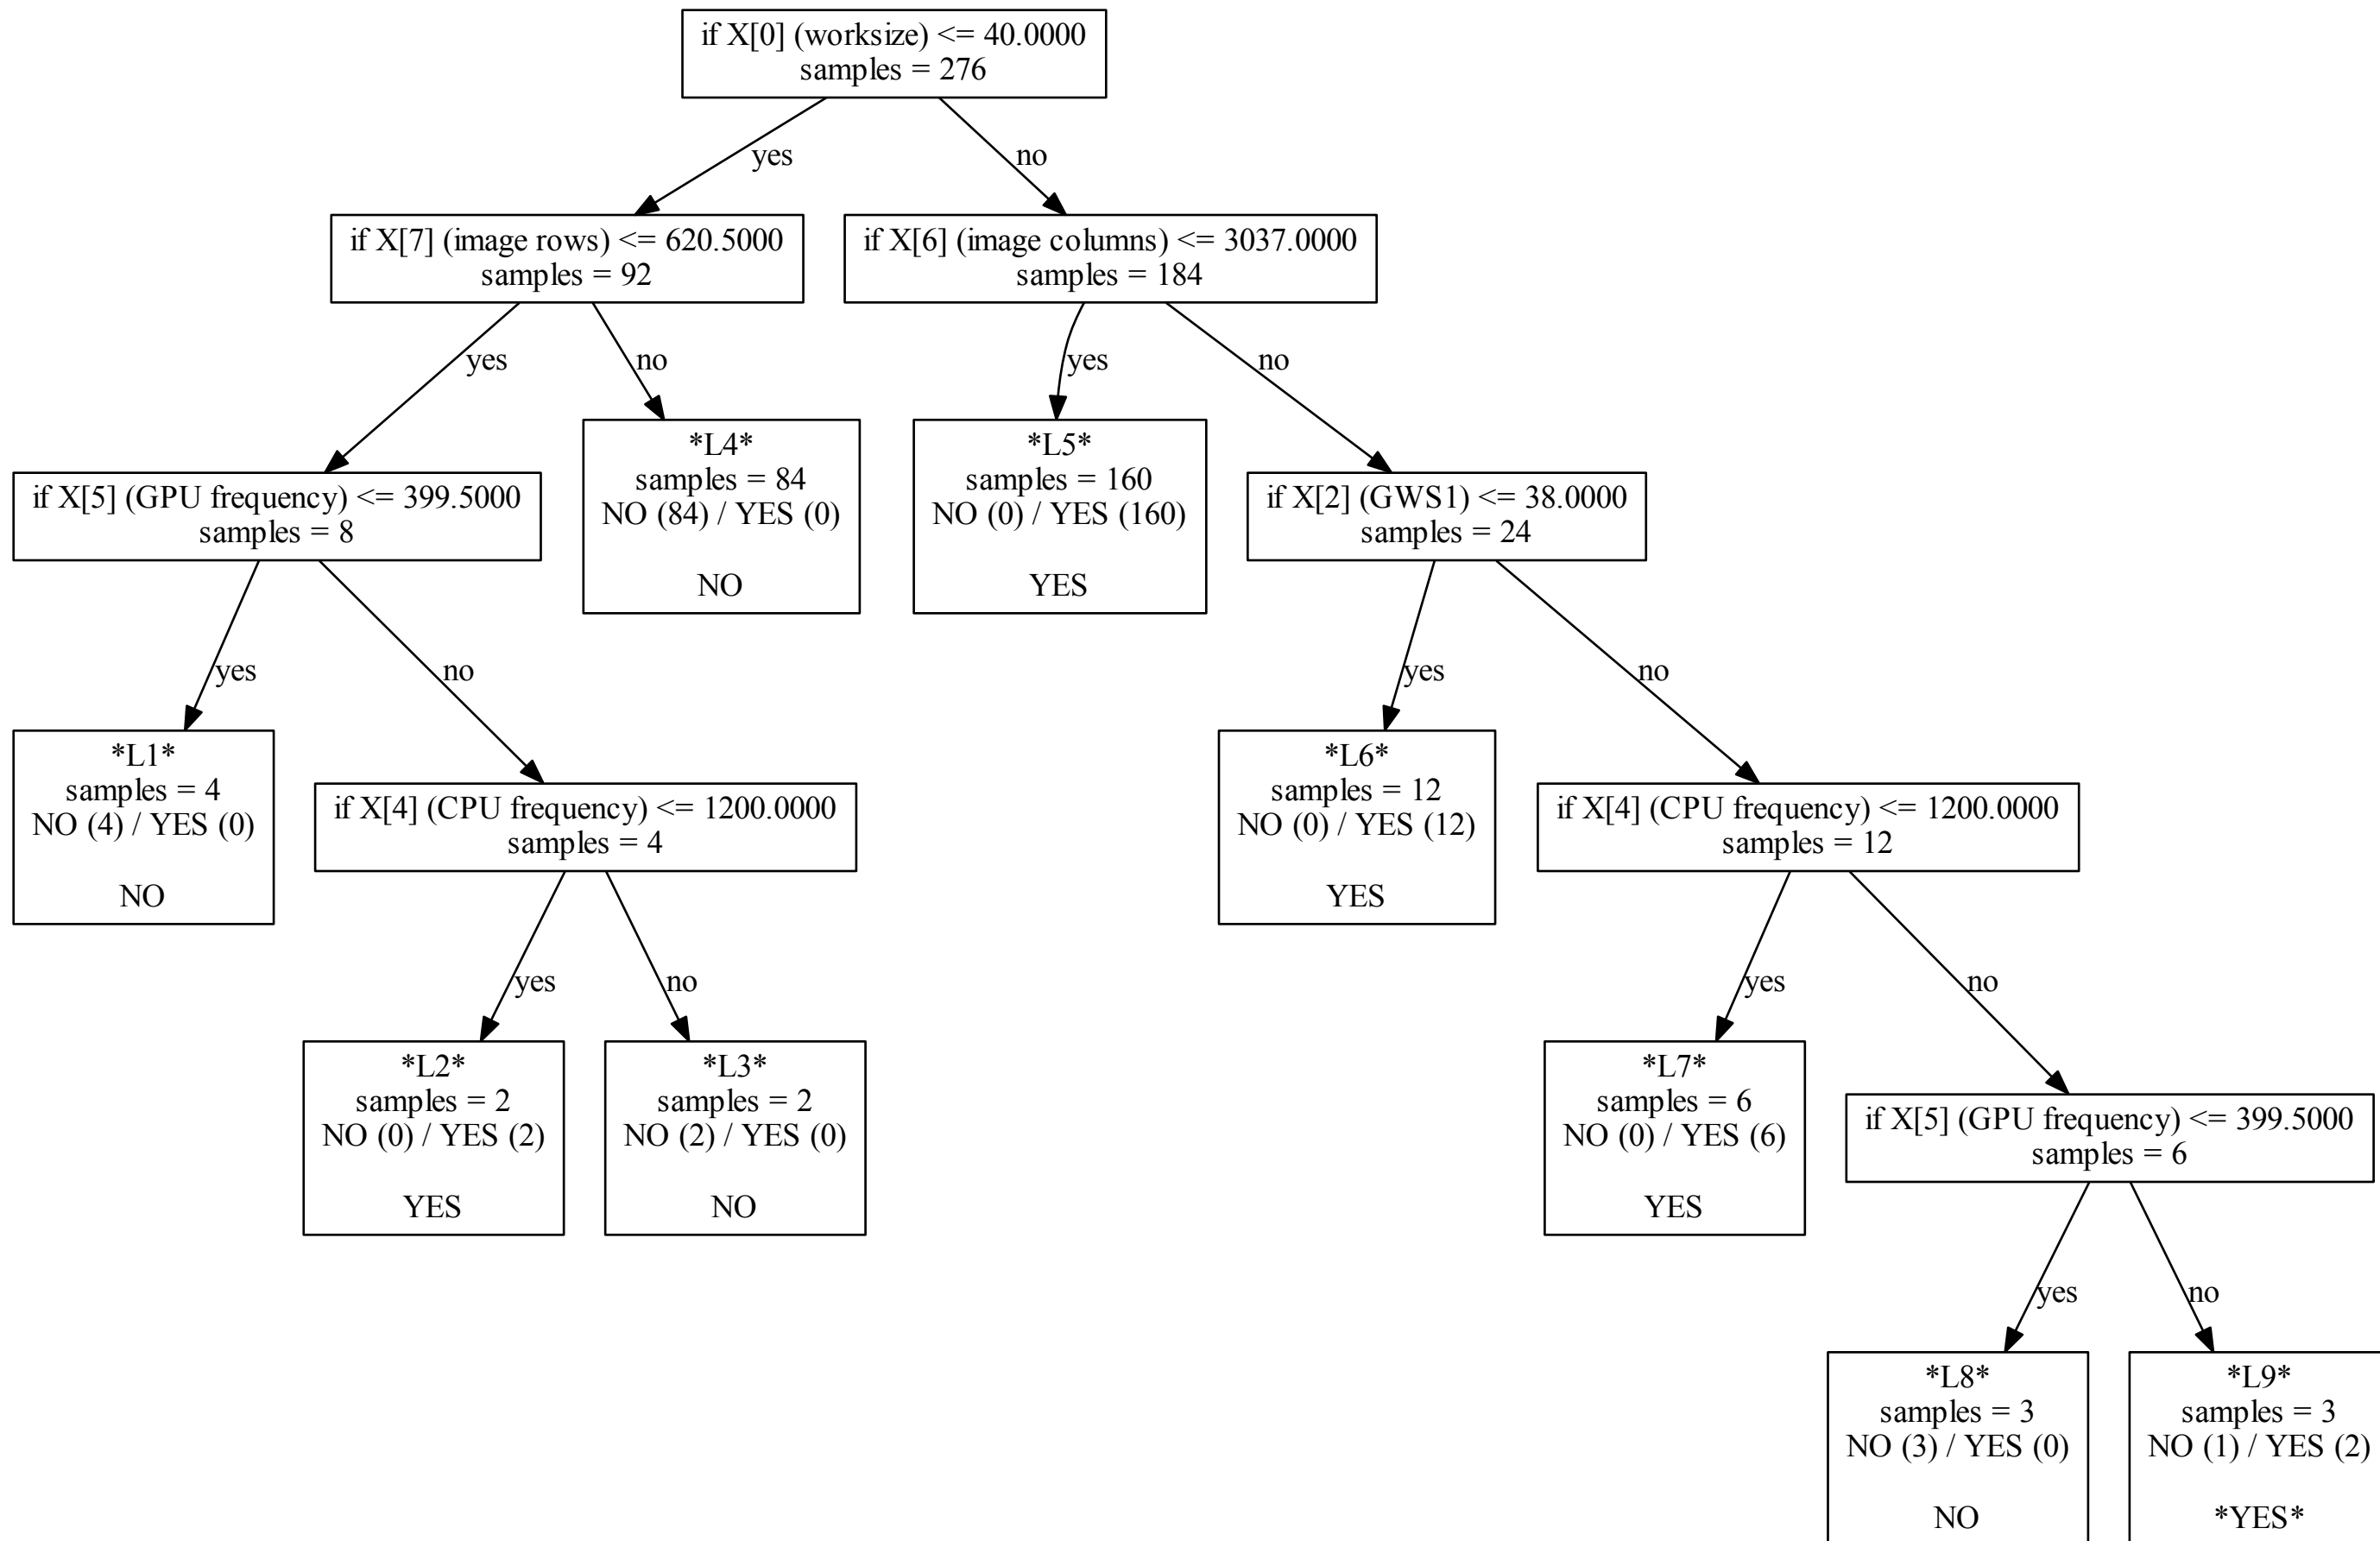 if X[0] (worksize) <= 40.0000
samples = 276
yes
no
if X[7] (image rows) <= 620.5000
samples = 92
if X[6] (image columns) <= 3037.0000
samples = 184
yes
no
yes
no
if X[5] (GPU frequency) <= 399.5000
samples = 8
*L4*
samples = 84
NO (84) / YES (0)
NO
*L5*
samples = 160
NO (0) / YES (160)
YES
if X[2] (GWS1) <= 38.0000
samples = 24
yes
no
yes
no
*L1*
samples = 4
NO (4) / YES (0)
NO
if X[4] (CPU frequency) <= 1200.0000
samples = 4
*L6*
samples = 12
NO (0) / YES (12)
YES
if X[4] (CPU frequency) <= 1200.0000
samples = 12
yes
no
yes
no
*L2*
samples = 2
NO (0) / YES (2)
YES
*L3*
samples = 2
NO (2) / YES (0)
NO
*L7*
samples = 6
NO (0) / YES (6)
YES
if X[5] (GPU frequency) <= 399.5000
samples = 6
yes
no
*L8*
samples = 3
NO (3) / YES (0)
NO
*L9*
samples = 3
NO (1) / YES (2)
*YES*